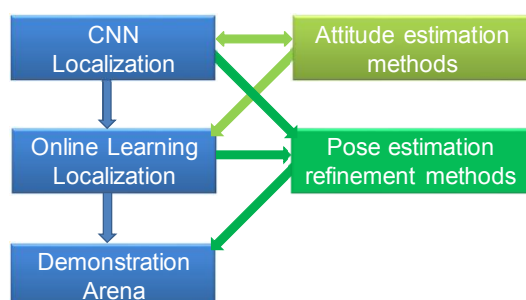 CNN
Localization
Attitude estimation
methods
Online Learning
Localization
Pose estimation
refinement methods
Demonstration
Arena